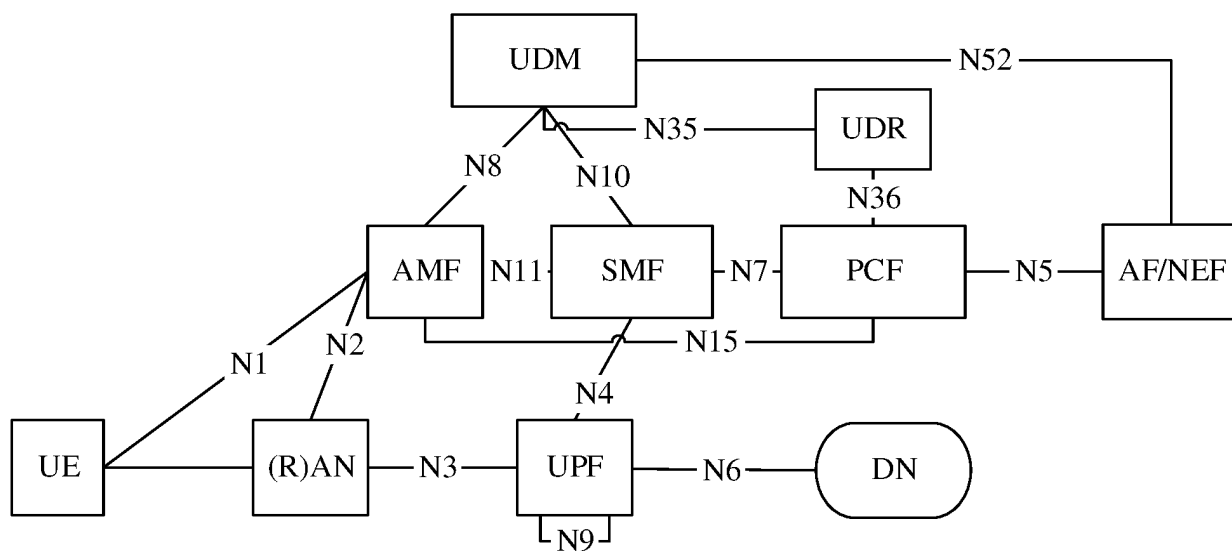 UDM
N52
N35
UDR
N8
N10
N36
AMF
N11
SMF
N7
PCF
N5
AF/NEF
N1
N2
N15
N4
UE
(R)AN
N3
UPF
N6
DN
N9